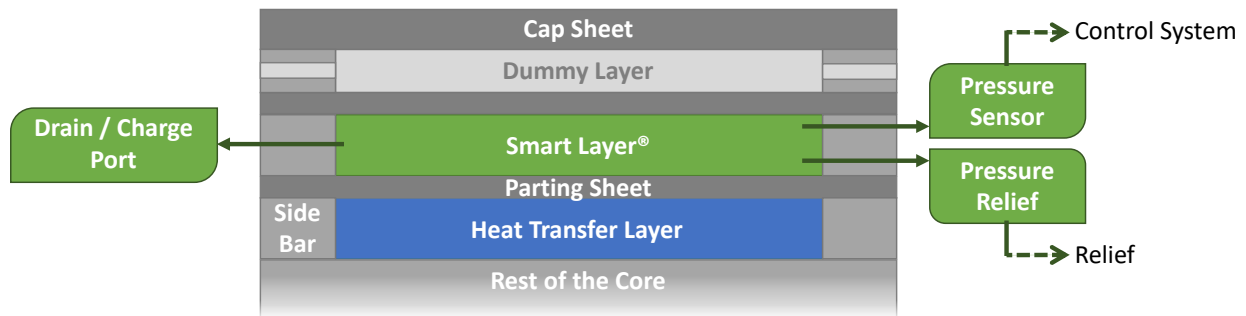 Cap Sheet
Control System
Dummy Layer
Pressure
Sensor
Drain / Charge
Port
Smart Layer®
Pressure
Relief
Parting Sheet
Side
Bar
Heat Transfer Layer
Relief
Rest of the Core